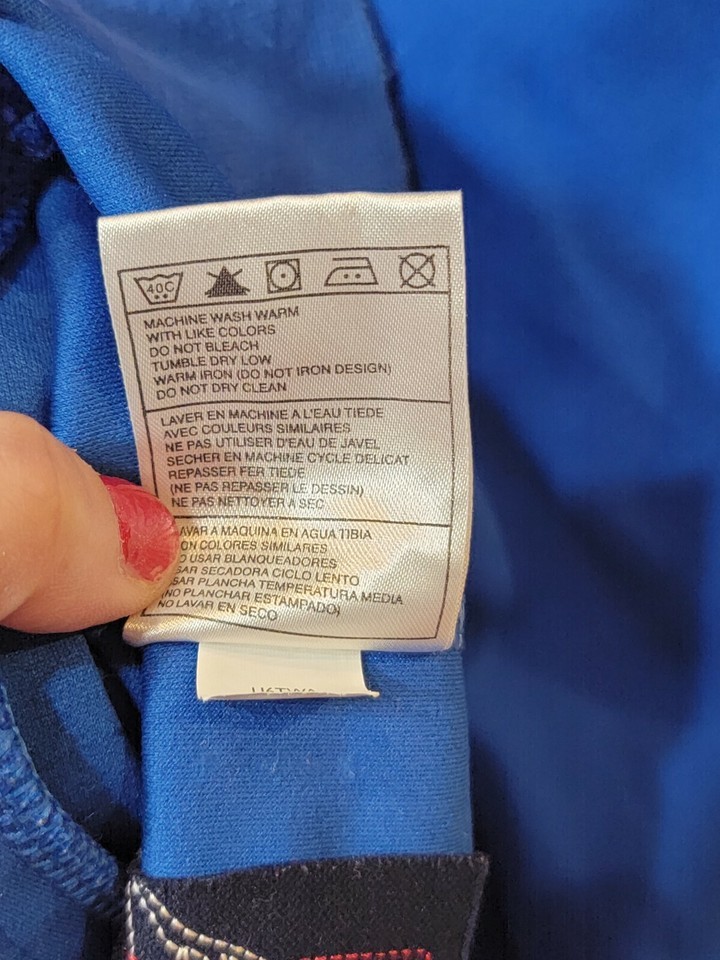 40C
MACHINE WASH WARM
WITH LIKE COLORS
DO NOT BLEACH
TUMBLE DRY LOW
WARM IRON (DO NOT IRON DESIGN)
DO NOT DRY CLEAN
LAVER EN MACHINE A L'EAU TIEDE
AVEC COULEURS SIMILAIRES
NE PAS UTILISER D'EAU DE JAVEL
SECHER EN MACHINE CYCLE DELICAT
REPASSER FER TIEDE
(NE PAS REPASSER LE DESSIN)
NE PAS NETTOYER A SEC
AVAR A MAQUINA EN AGUA TIBIA
ON COLORES SIMILARES
O USAR BLANQUEADORES
SAR SECADORA CICLO LENTO
USAR PLANCHA TEMPERATURA MEDIA
(NO PLANCHAR ESTAMPADO)
NO LAVAR EN SECO